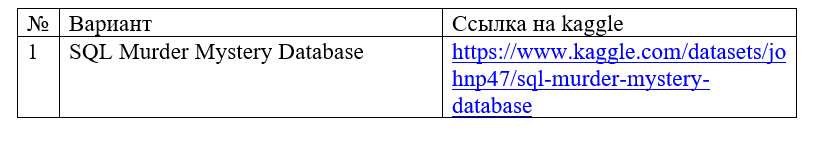 № Вариант Ссылка на kaggle
1 SQL Murder Mystery Database https://www.kaggle.com/datasets/jo
hnp47/sql-murder-mystery-
database